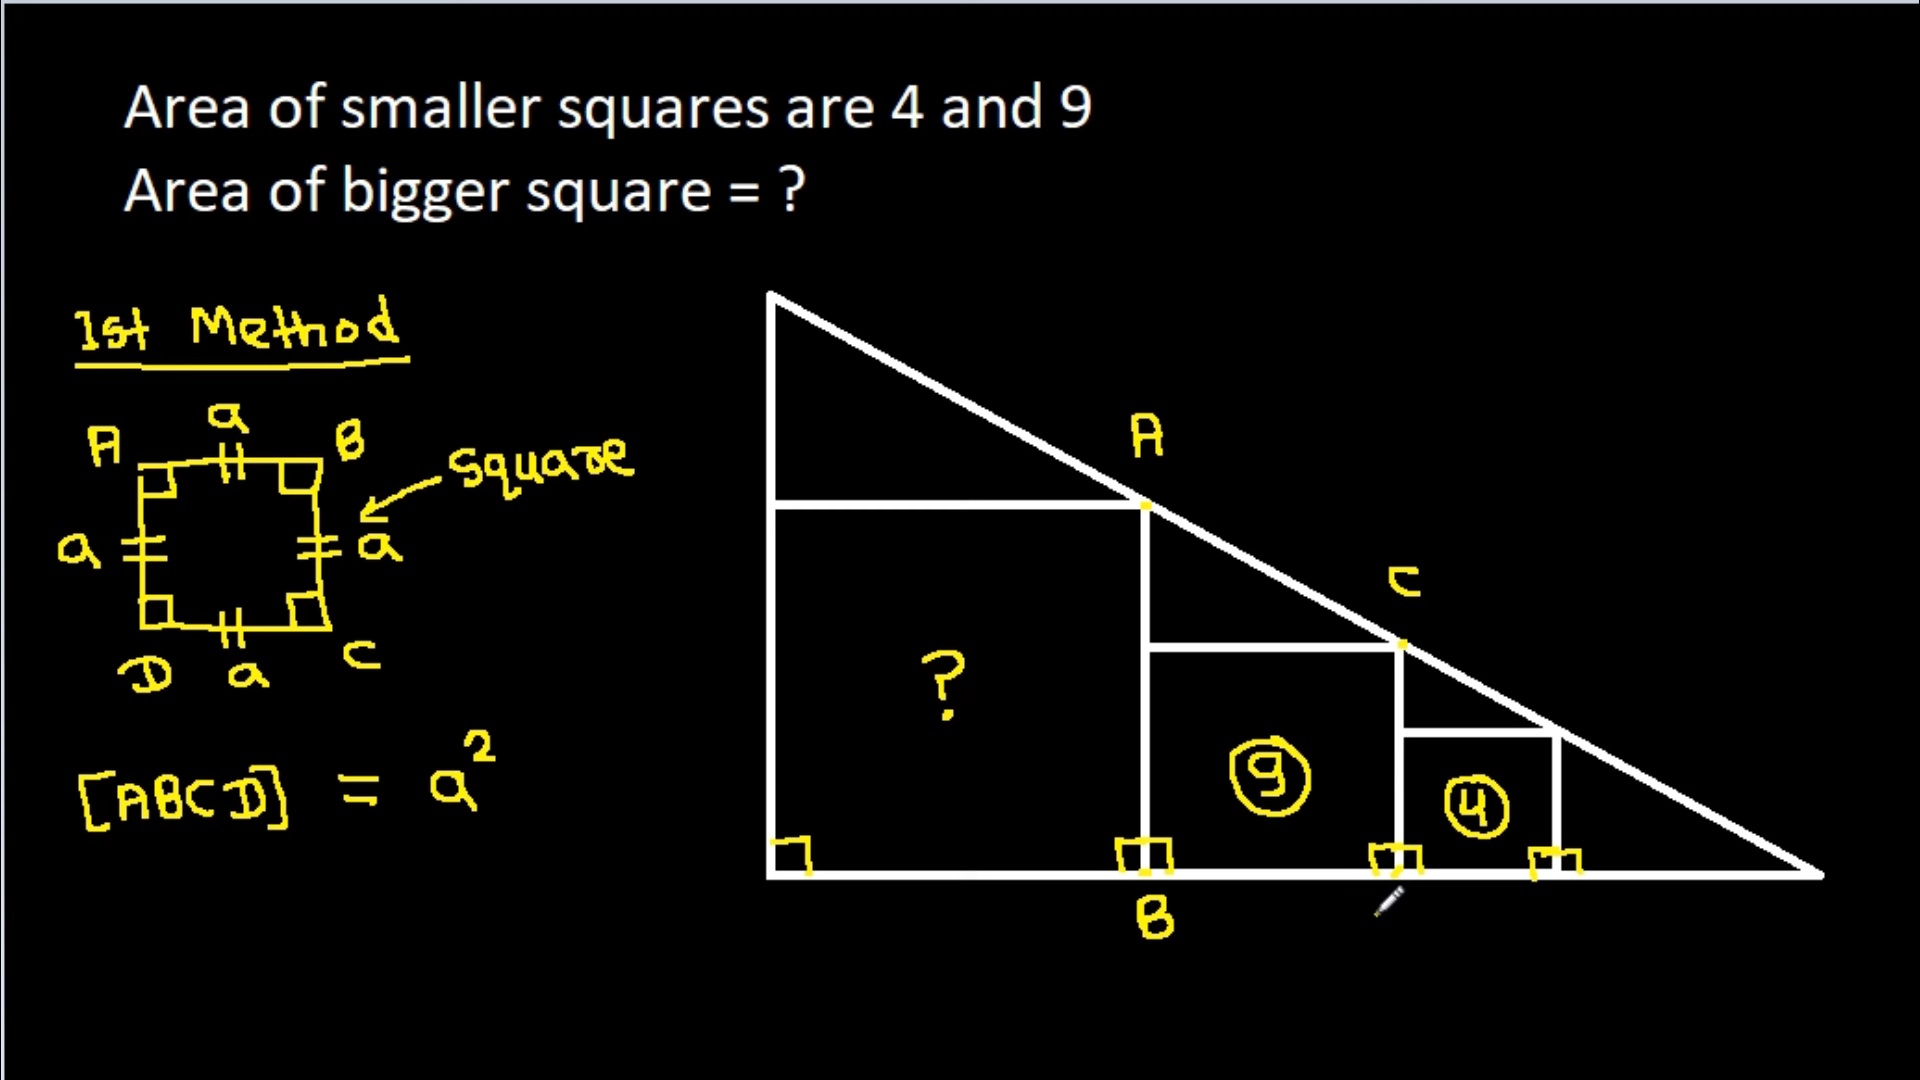 Area of smaller squares are 4 and 9
Area of bigger square = ?
1st Method
a
A
B
square
a
a
D
a
C
[ABCD] = a²
A
C
?
9
4
B